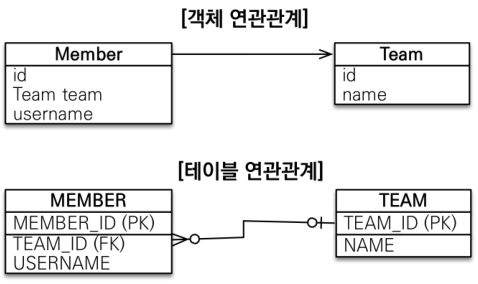 [객체 연관관계]
Member
id
Team team
username
Team
id
name
[테이블 연관관계]
MEMBER
MEMBER_ID (PK)
TEAM_ID (FK)
USERNAME
TEAM
TEAM_ID (PK)
NAME